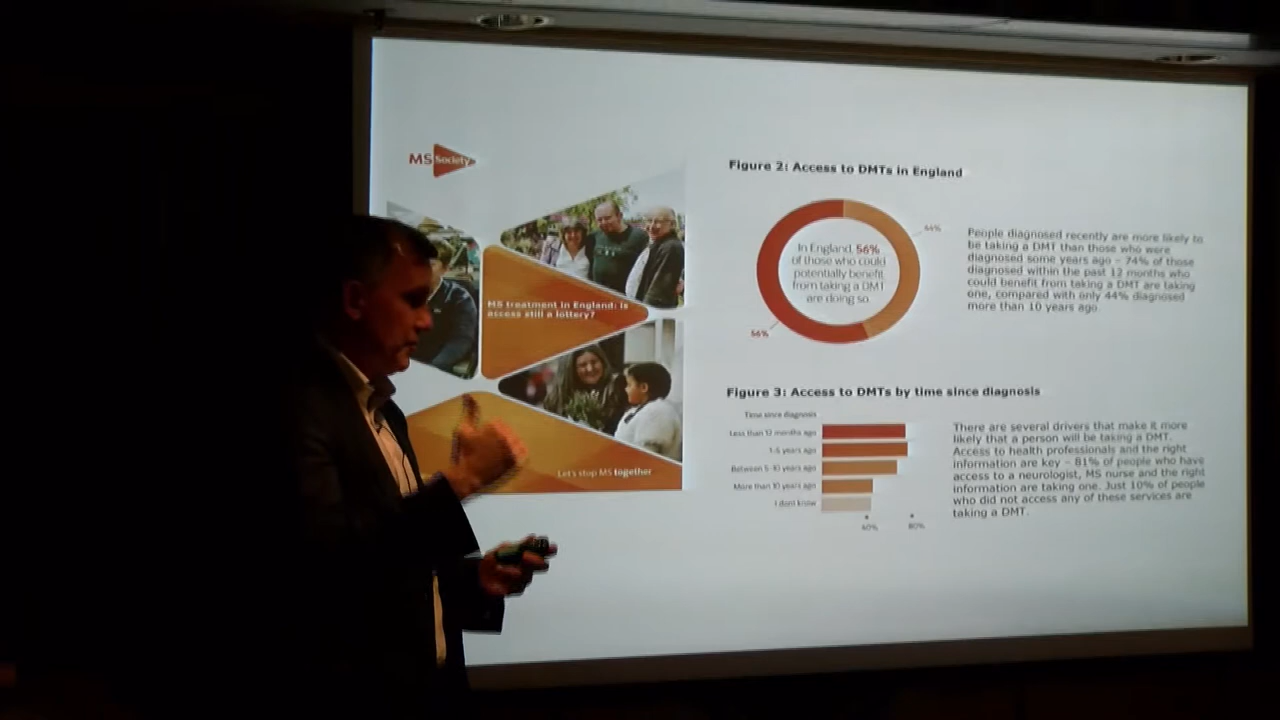 MS Society
MS treatment in England: is
access still a lottery?
Let's stop MS together
Figure 2: Access to DMTs in England
In England, 56%
of those who could
potentially benefit
from taking a DMT
are doing so.
44%
56%
People diagnosed recently are more likely to
be taking a DMT than those who were
diagnosed some years ago – 74% of those
diagnosed within the past 12 months who
could benefit from taking a DMT are taking
one, compared with only 44% diagnosed
more than 10 years ago.
Figure 3: Access to DMTs by time since diagnosis
Time since diagnosis
Less than 12 months ago
1-5 years ago
Between 5-10 years ago
More than 10 years ago
I don't know
40%
80%
There are several drivers that make it more
likely that a person will be taking a DMT.
Access to health professionals and the right
information are key – 81% of people who have
access to a neurologist, MS nurse and the right
information are taking one. Just 10% of people
who did not access any of these services are
taking a DMT.